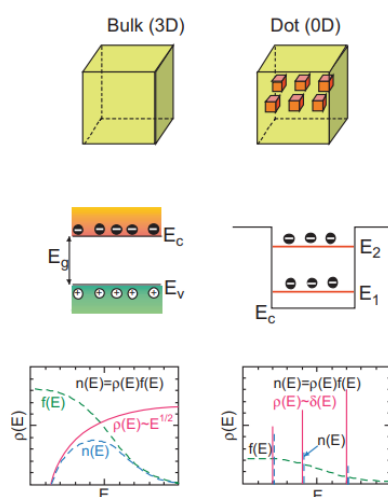 Bulk (3D)
Dot (0D)
E_c
E_g
E_v
E_2
E_1
E_c
n(E)=ρ(E)f(E)
f(E)
ρ(E)~E^1/2
n(E)
ρ(E)
E
n(E)=ρ(E)f(E)
ρ(E)~δ(E)
n(E)
f(E)
ρ(E)
E